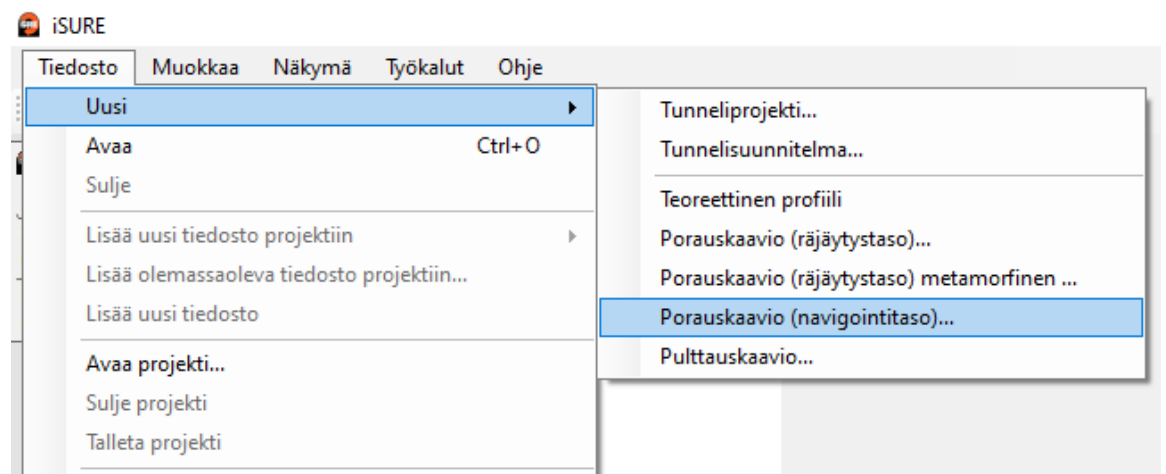 iSURE
Tiedosto Muokkaa Näkymä Työkalut Ohje
Uusi
Avaa Ctrl+O
Sulje
Lisää uusi tiedosto projektiin
Lisää olemassaoleva tiedosto projektiin...
Lisää uusi tiedosto
Avaa projekti...
Sulje projekti
Talleta projekti
Tunneliprojekti...
Tunnelisuunnitelma...
Teoreettinen profiili
Porauskaavio (räjäytystaso)...
Porauskaavio (räjäytystaso) metamorfinen ...
Porauskaavio (navigointitaso)...
Pulttauskaavio...